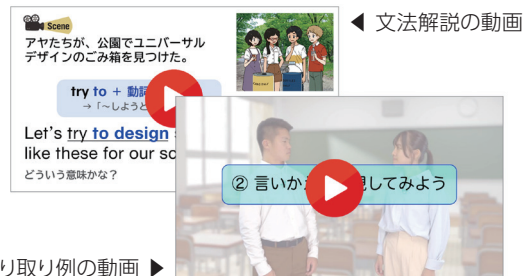 Scene
アヤたちが、公園でユニバーサル
デザインのごみ箱を見つけた。
try to + 動
→「～しようと
Let's try to design
like these for our sc
どういう意味かな？
◀ 文法解説の動画
② 言いか 現してみよう
り取り例の動画 ▶